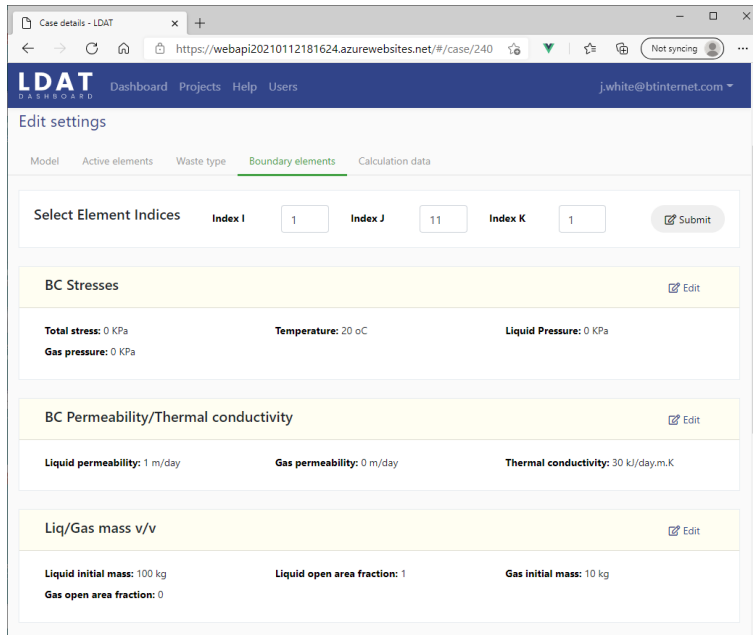 Case details - LDAT
https://webapi20210112181624.azurewebsites.net/#/case/240 Not syncing
LDAT Dashboard Projects Help Users j.white@btinternet.com
DASHBOARD
Edit settings
Model Active elements Waste type Boundary elements Calculation data
Select Element Indices Index I 1 Index J 11 Index K 1 Submit
BC Stresses Edit
Total stress: 0 KPa Temperature: 20 oC Liquid Pressure: 0 KPa
Gas pressure: 0 KPa
BC Permeability/Thermal conductivity Edit
Liquid permeability: 1 m/day Gas permeability: 0 m/day Thermal conductivity: 30 kJ/day.m.K
Liq/Gas mass v/v Edit
Liquid initial mass: 100 kg Liquid open area fraction: 1 Gas initial mass: 10 kg
Gas open area fraction: 0